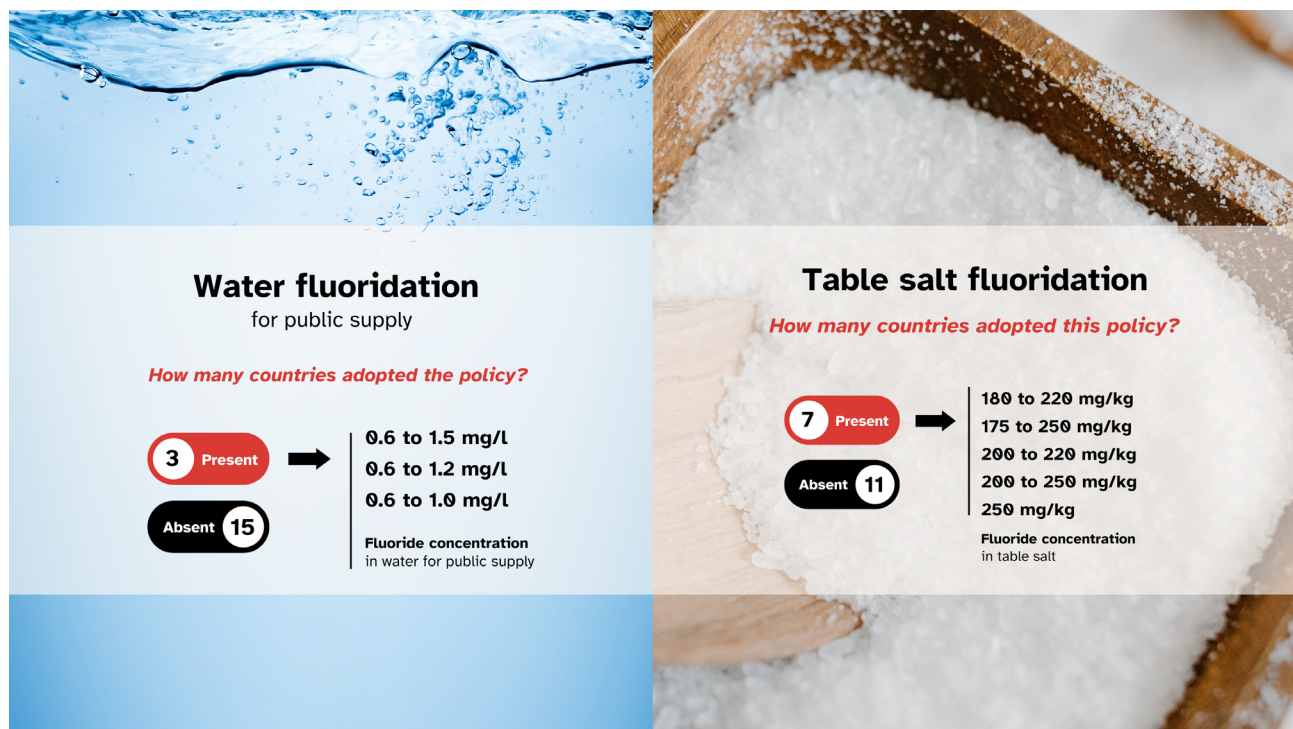 Water fluoridation
for public supply
How many countries adopted the policy?
3 Present
Absent 15
0.6 to 1.5 mg/l
0.6 to 1.2 mg/l
0.6 to 1.0 mg/l
Fluoride concentration
in water for public supply
Table salt fluoridation
How many countries adopted this policy?
7 Present
Absent 11
180 to 220 mg/kg
175 to 250 mg/kg
200 to 220 mg/kg
200 to 250 mg/kg
250 mg/kg
Fluoride concentration
in table salt